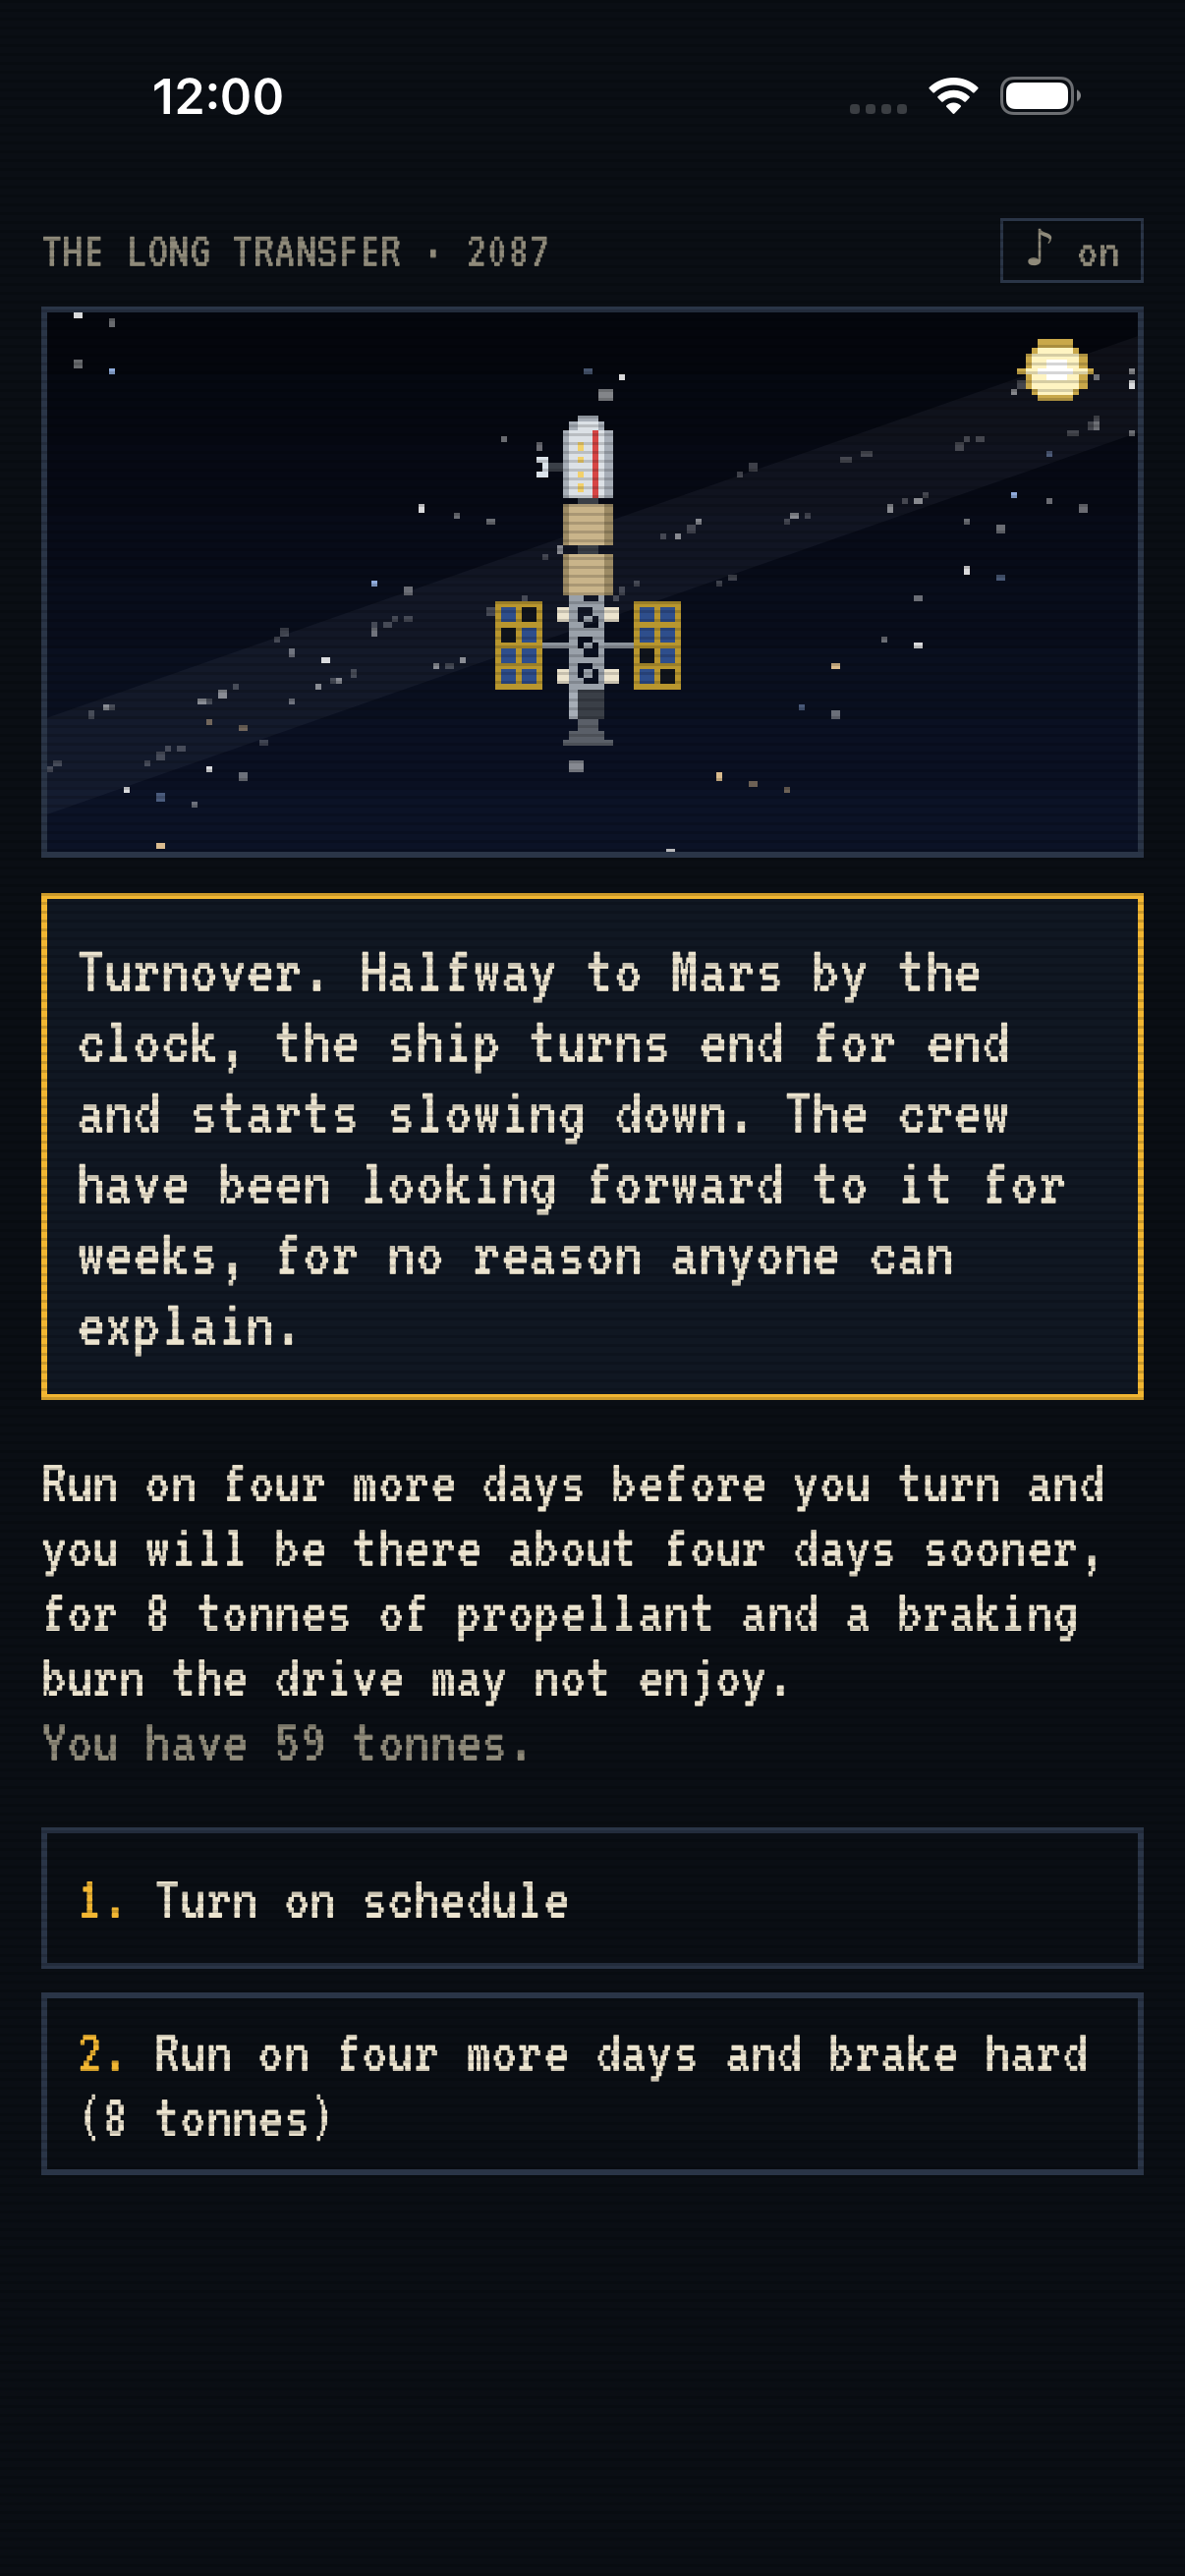 12:00
THE LONG TRANSFER · 2087
♪ on
Turnover. Halfway to Mars by the
clock, the ship turns end for end
and starts slowing down. The crew
have been looking forward to it for
weeks, for no reason anyone can
explain.
Run on four more days before you turn and
you will be there about four days sooner,
for 8 tonnes of propellant and a braking
burn the drive may not enjoy.
You have 59 tonnes.
1. Turn on schedule
2. Run on four more days and brake hard
(8 tonnes)